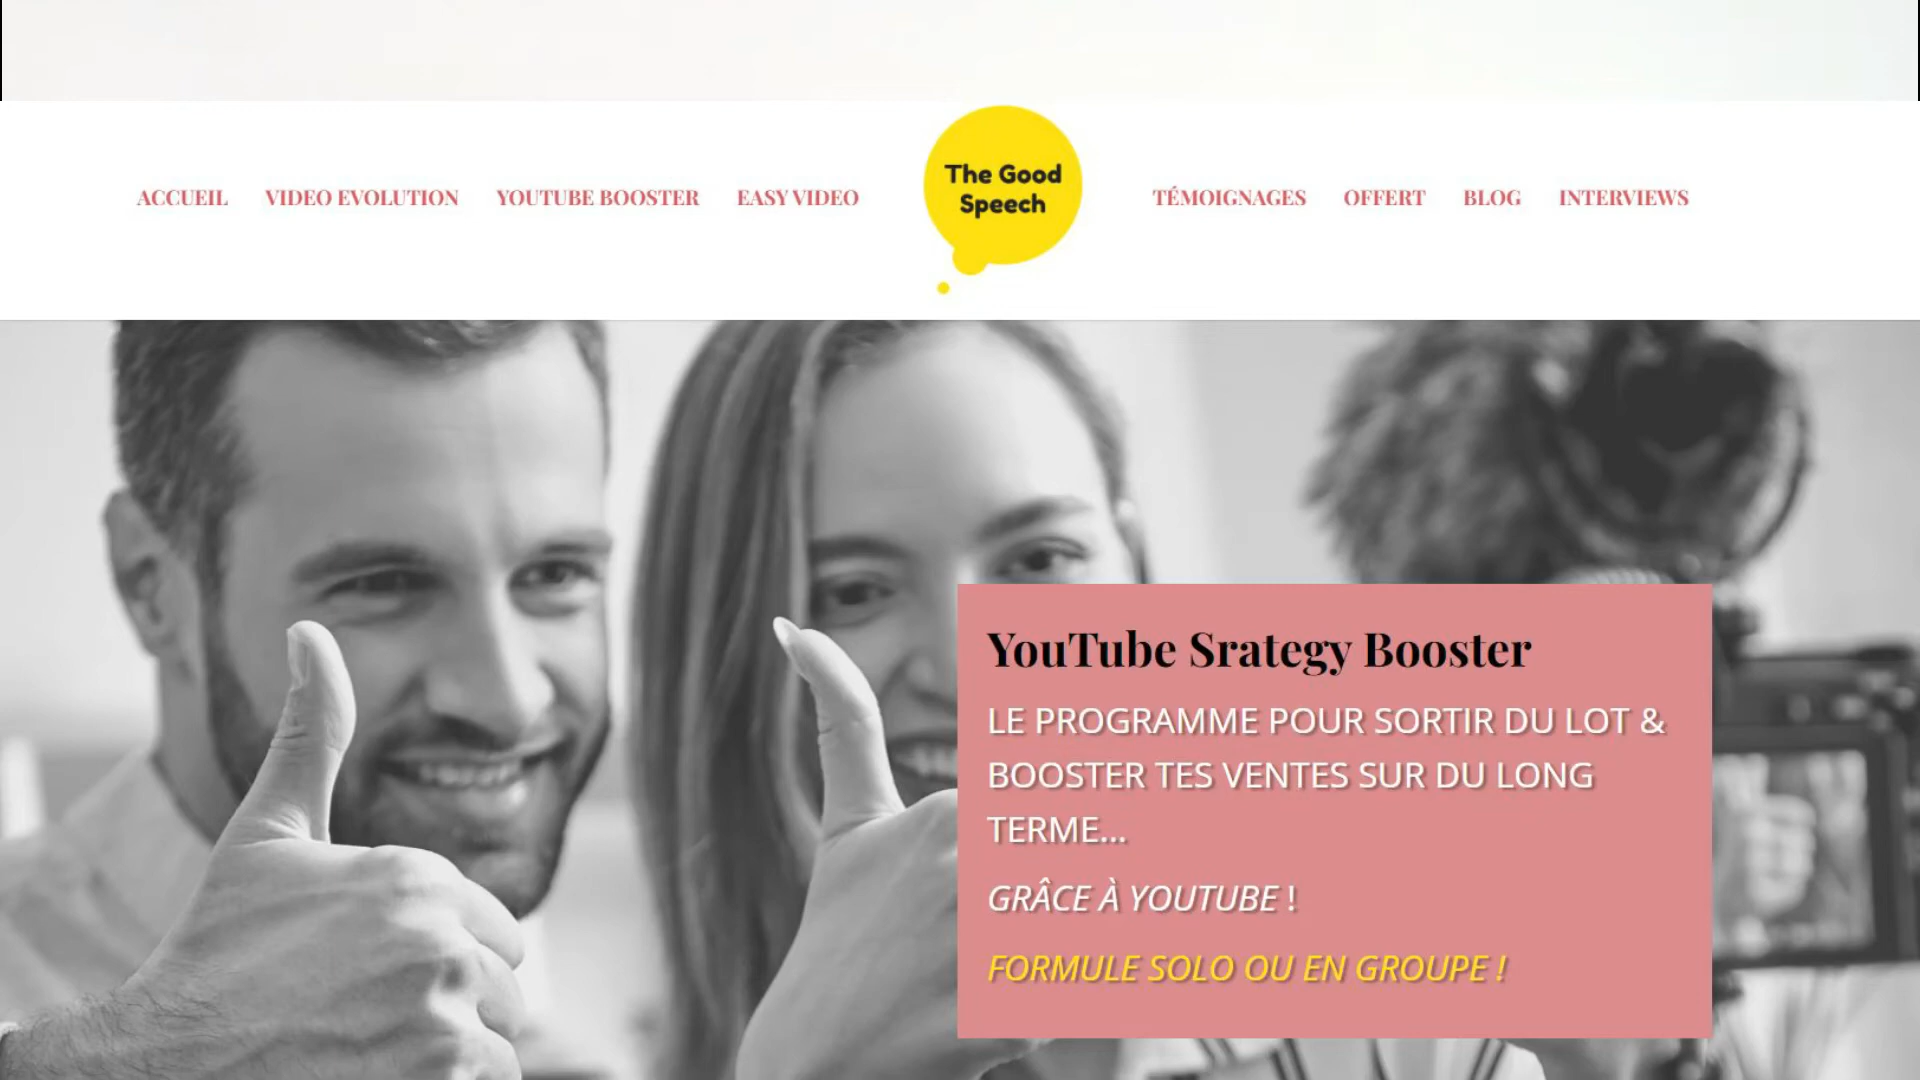 ACCUEIL VIDEO EVOLUTION YOUTUBE BOOSTER EASY VIDEO
The Good
Speech
TÉMOIGNAGES OFFERT BLOG INTERVIEWS
YouTube Srategy Booster
LE PROGRAMME POUR SORTIR DU LOT &
BOOSTER TES VENTES SUR DU LONG
TERME...
GRÂCE À YOUTUBE !
FORMULE SOLO OU EN GROUPE !